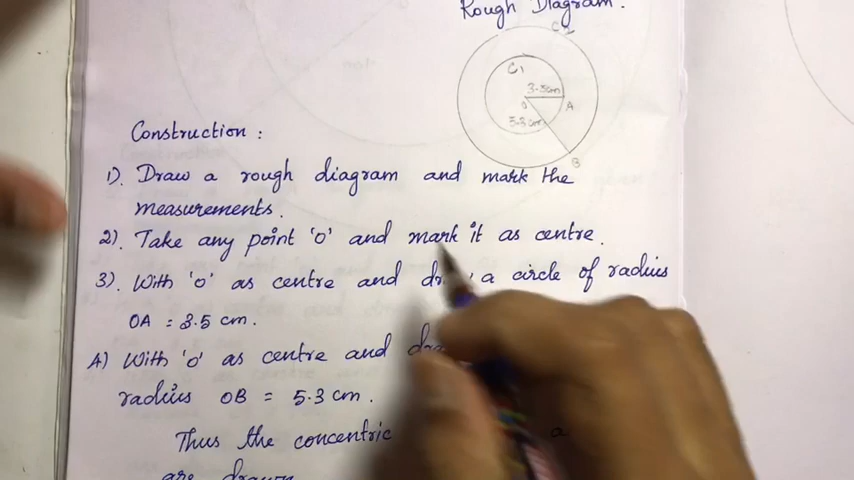 Rough Diagram.
C2
C1
3.5cm
O A
5.3cm
B
Construction :
1). Draw a rough diagram and mark the
measurements.
2). Take any point 'O' and mark it as centre.
3). With 'O' as centre and a circle of radius
OA = 3.5 cm.
4) With 'O' as centre and
radius OB = 5.3 cm.
Thus the concentric a
are drawn